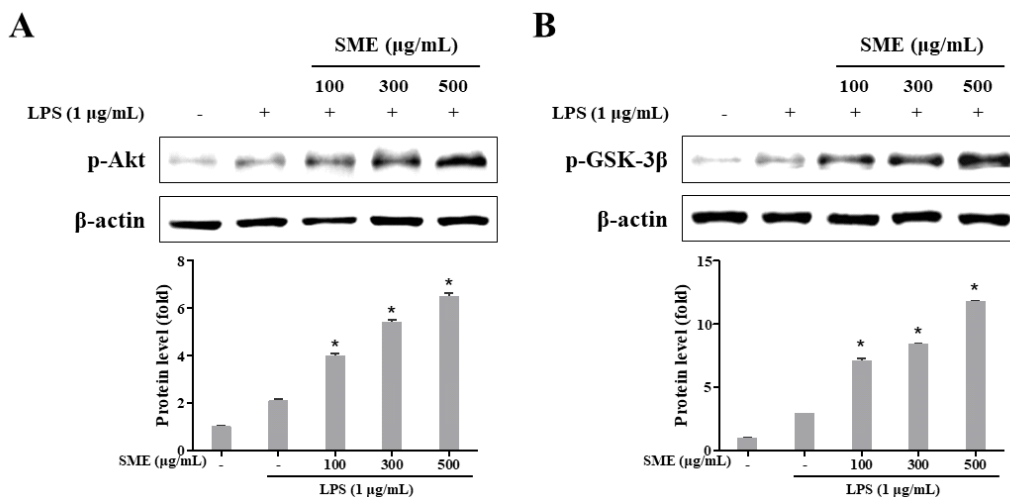 A
SME (μg/mL)
100 300 500
LPS (1 μg/mL) - + + + +
p-Akt
β-actin
8
6
4
2
0
Protein level (fold)
* * *
SME (μg/mL) - - 100 300 500
LPS (1 μg/mL)
B
SME (μg/mL)
100 300 500
LPS (1 μg/mL) - + + + +
p-GSK-3β
β-actin
15
10
5
0
Protein level (fold)
* * *
SME (μg/mL) - - 100 300 500
LPS (1 μg/mL)